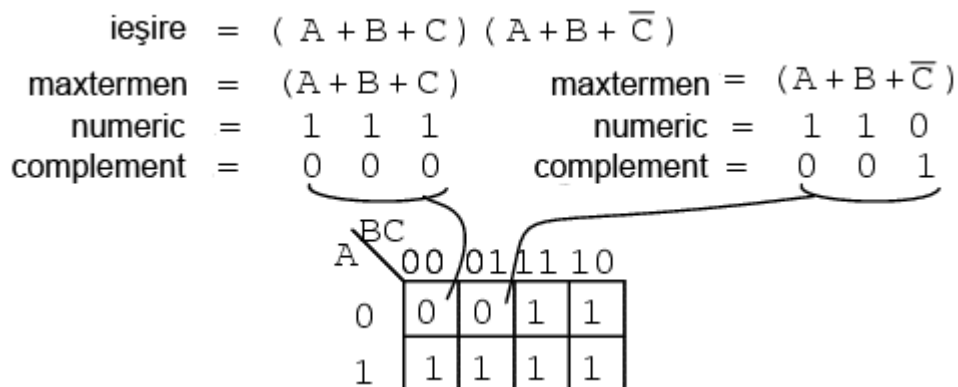 ieşire = ( A + B + C ) ( A + B + C̅ )
maxtermen = ( A + B + C ) maxtermen = ( A + B + C̅ )
numeric = 1 1 1 numeric = 1 1 0
complement = 0 0 0 complement = 0 0 1
BC
A 00 01 11 10
0 0 0 1 1
1 1 1 1 1